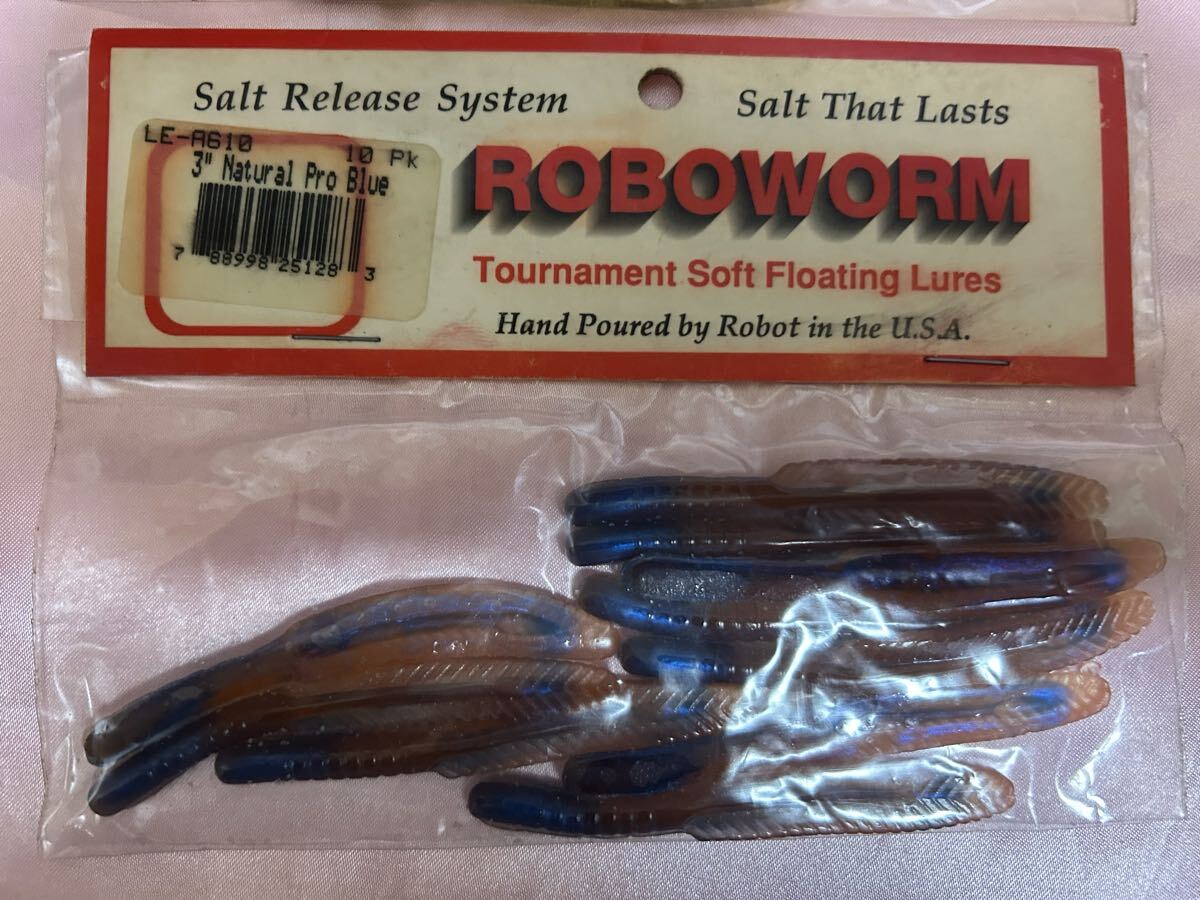 Salt Release System
Salt That Lasts
LE-A610 10 Pk
3" Natural Pro Blue
7 88998 25128 3
ROBOWORM
Tournament Soft Floating Lures
Hand Poured by Robot in the U.S.A.